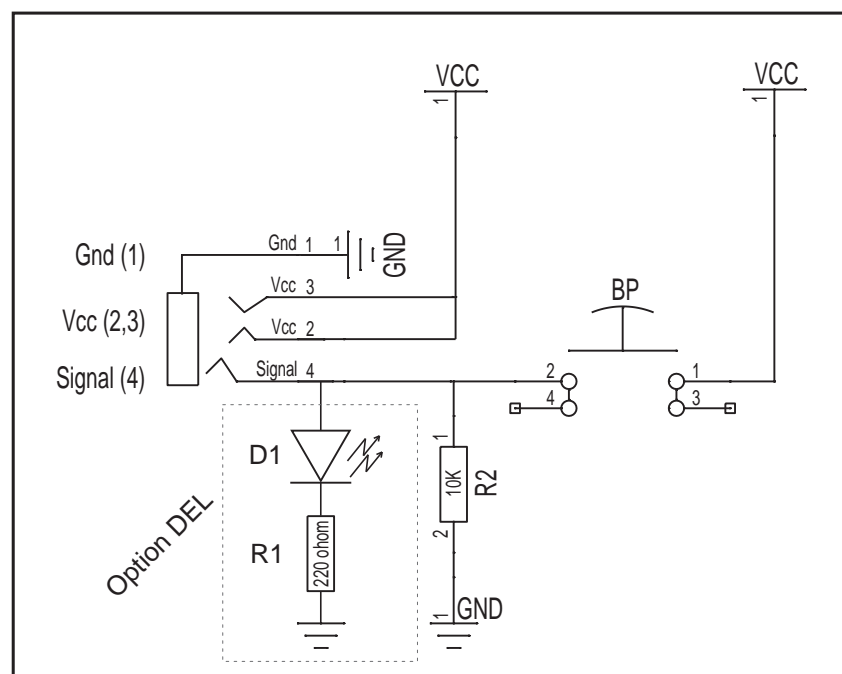 VCC
1
VCC
1
Gnd (1)
Gnd 1
1
GND
Vcc 3
Vcc (2,3)
Vcc 2
Signal (4)
Signal 4
BP
2
1
4
3
D1
1
10K
R2
2
Option DEL
R1
220 ohom
1
GND